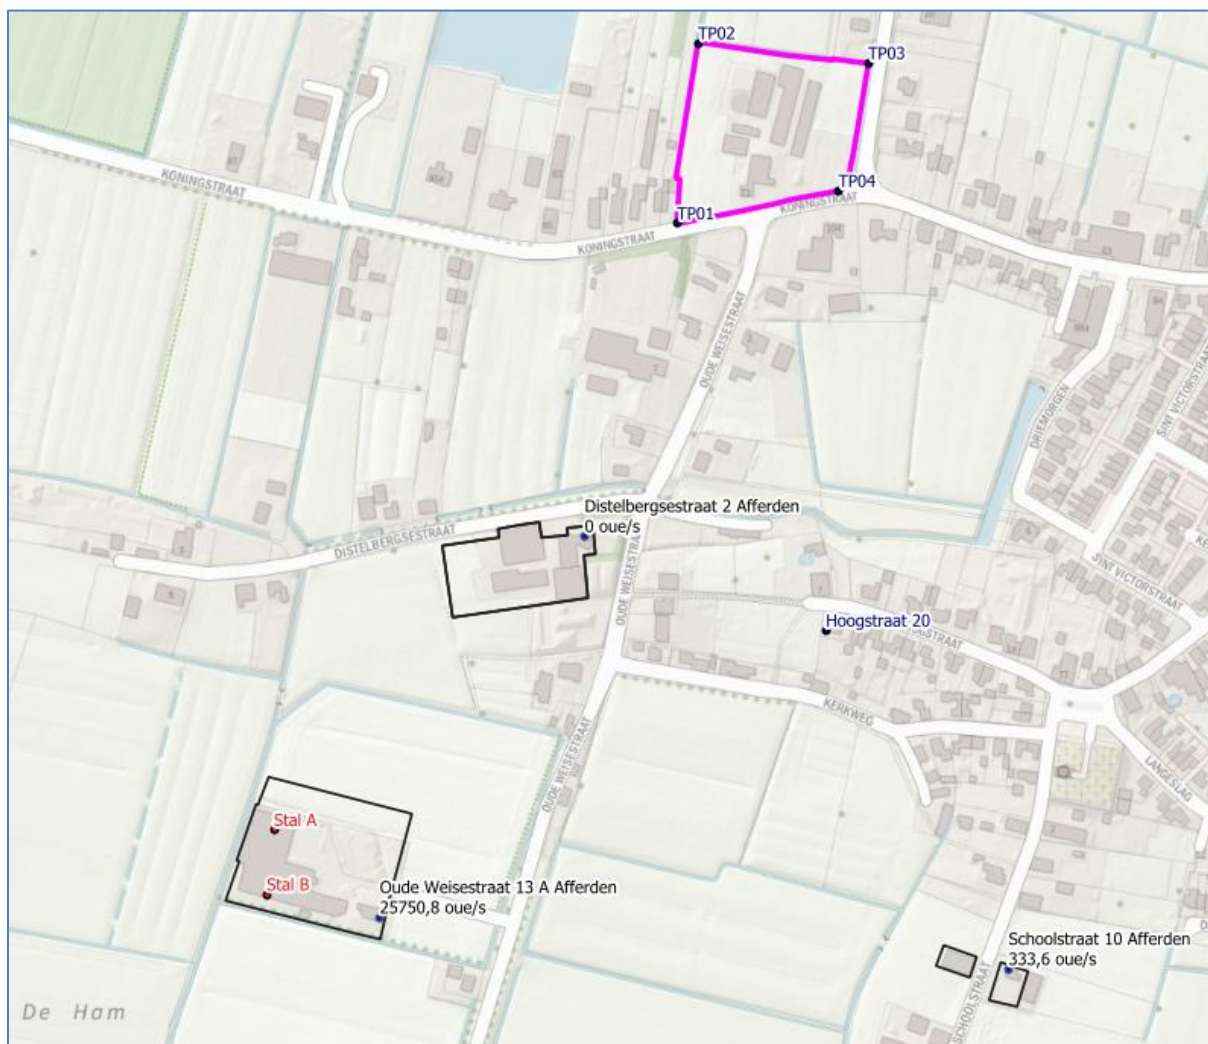 TP02
TP03
KONINGSTRAAT
TP04
TP01
KONINGSTRAAT
KONINGSTRAAT
OUDE WEISESTRAAT
DRIEMORGEN
SINT VICTORSTRAAT
Distelbergsestraat 2 Afferden
0 oue/s
DISTELBERGSESTRAAT
OUDE WEISESTRAAT
SINT VICTORSTRAAT
Hoogstraat 20
KERKWEG
OUDE WEISESTRAAT
LANGESLAG
Stal A
Stal B
Oude Weisestraat 13 A Afferden
25750,8 oue/s
Schoolstraat 10 Afferden
333,6 oue/s
SCHOOLSTRAAT
De Ham